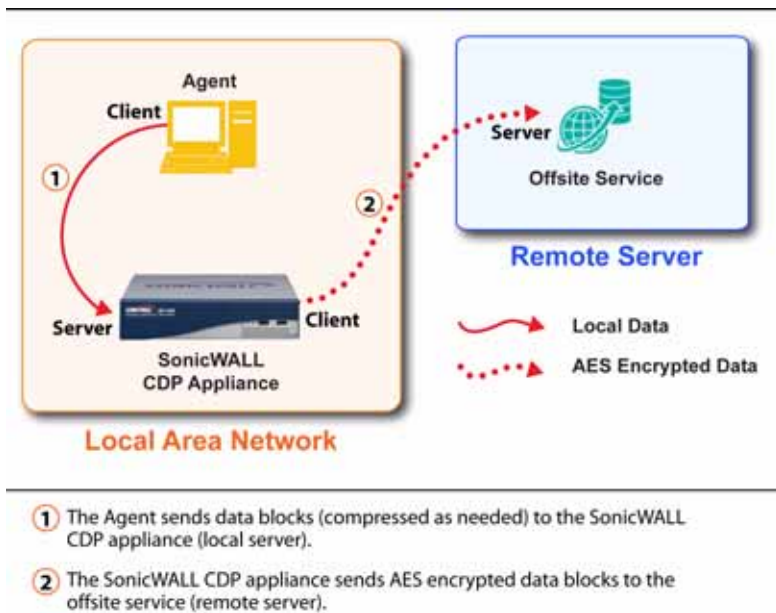 Agent
Client
1
Server
Client
SonicWALL
CDP Appliance
Local Area Network
2
Server
Offsite Service
Remote Server
Local Data
AES Encrypted Data
1 The Agent sends data blocks (compressed as needed) to the SonicWALL
CDP appliance (local server).
2 The SonicWALL CDP appliance sends AES encrypted data blocks to the
offsite service (remote server).